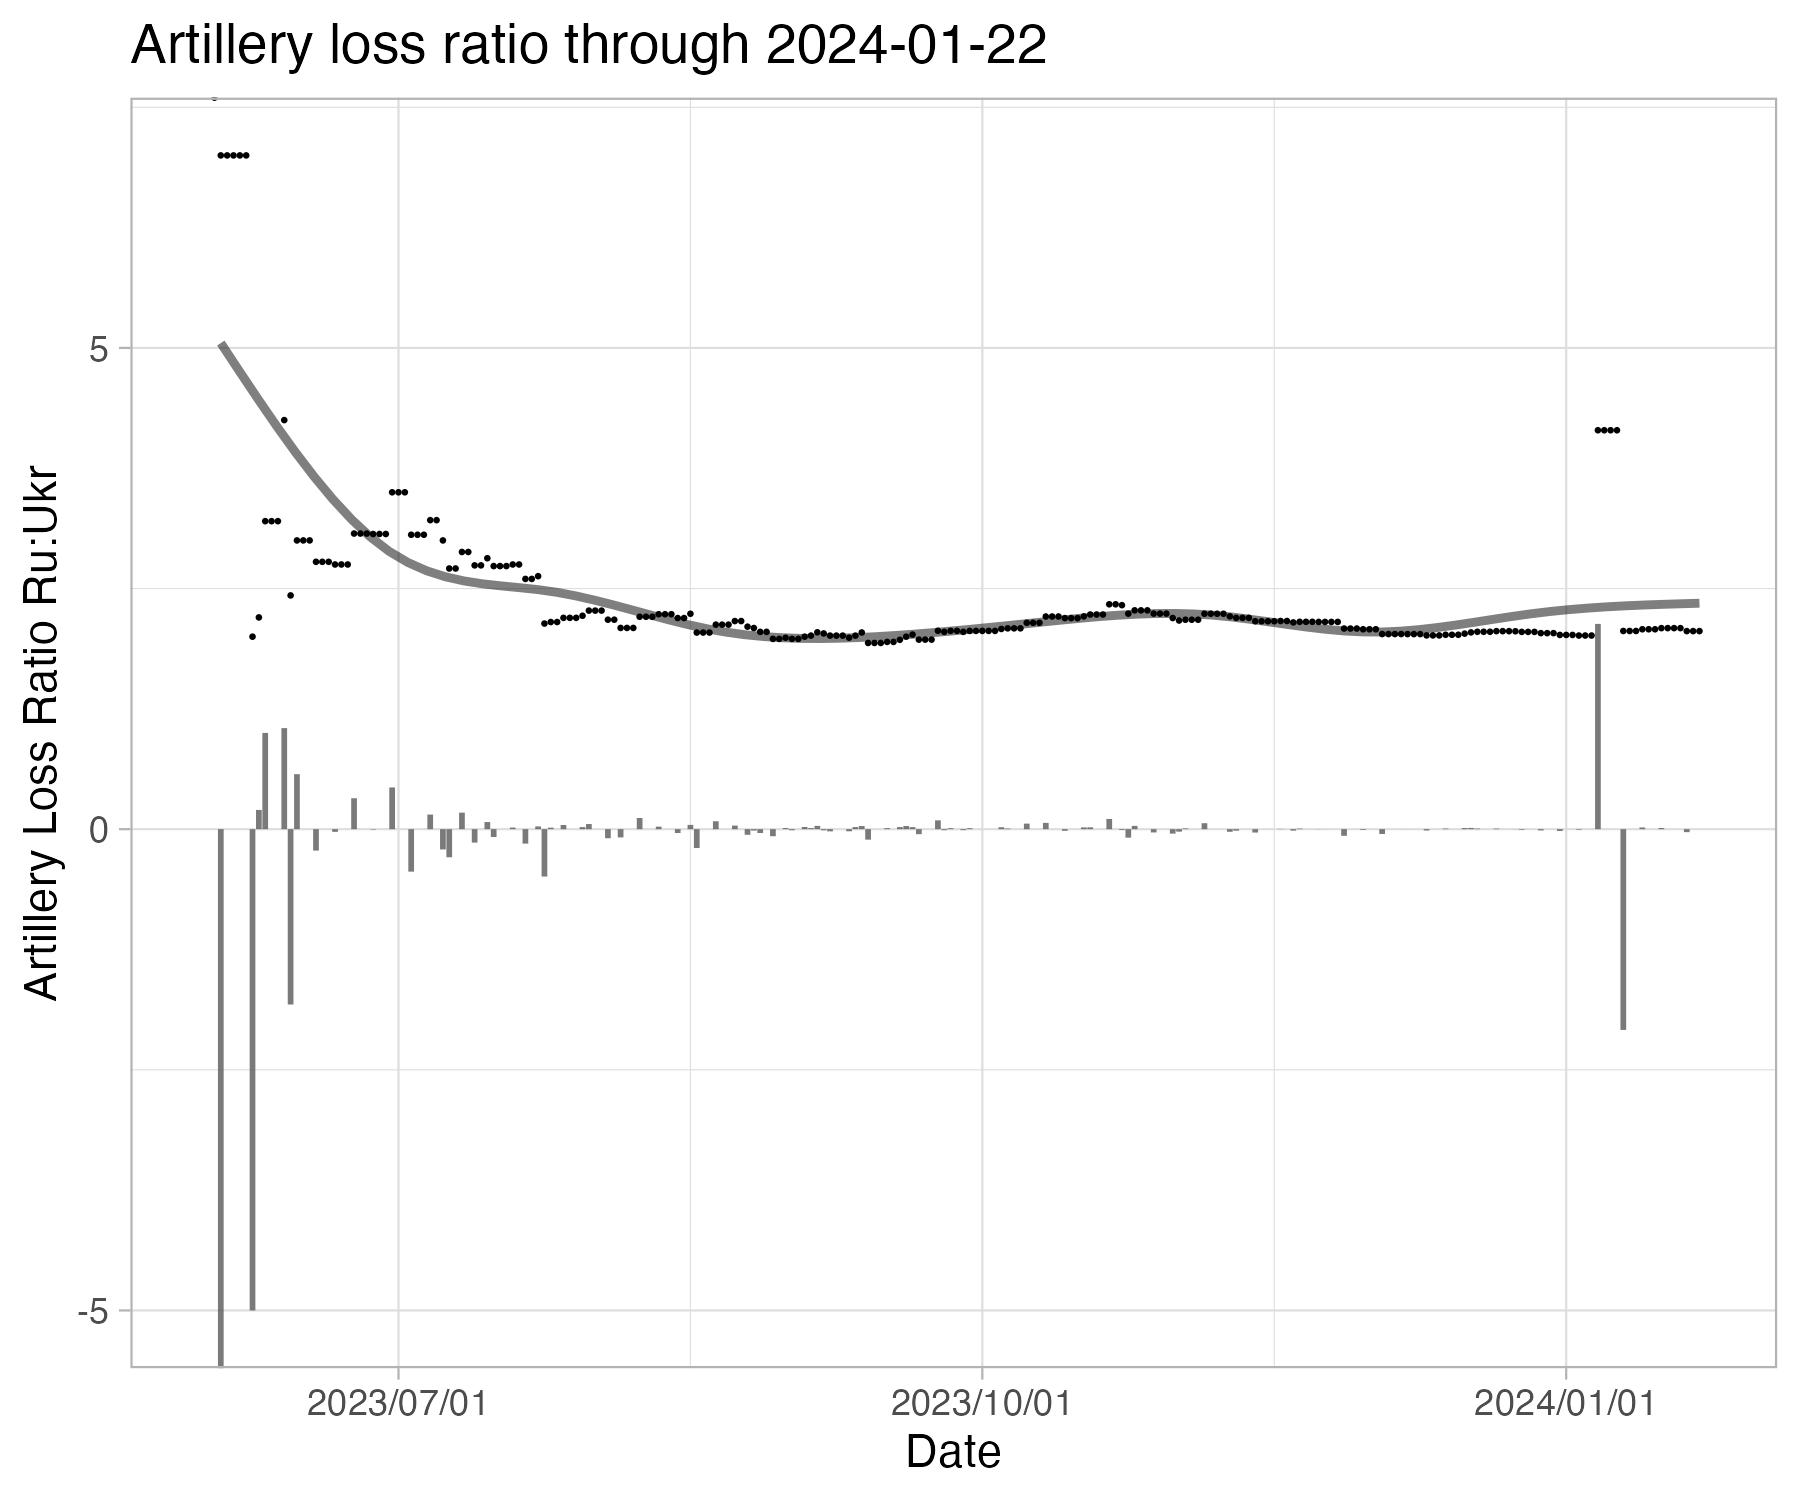 Artillery loss ratio through 2024-01-22
Artillery Loss Ratio Ru:Ukr
5
0
-5
2023/07/01
2023/10/01
2024/01/01
Date